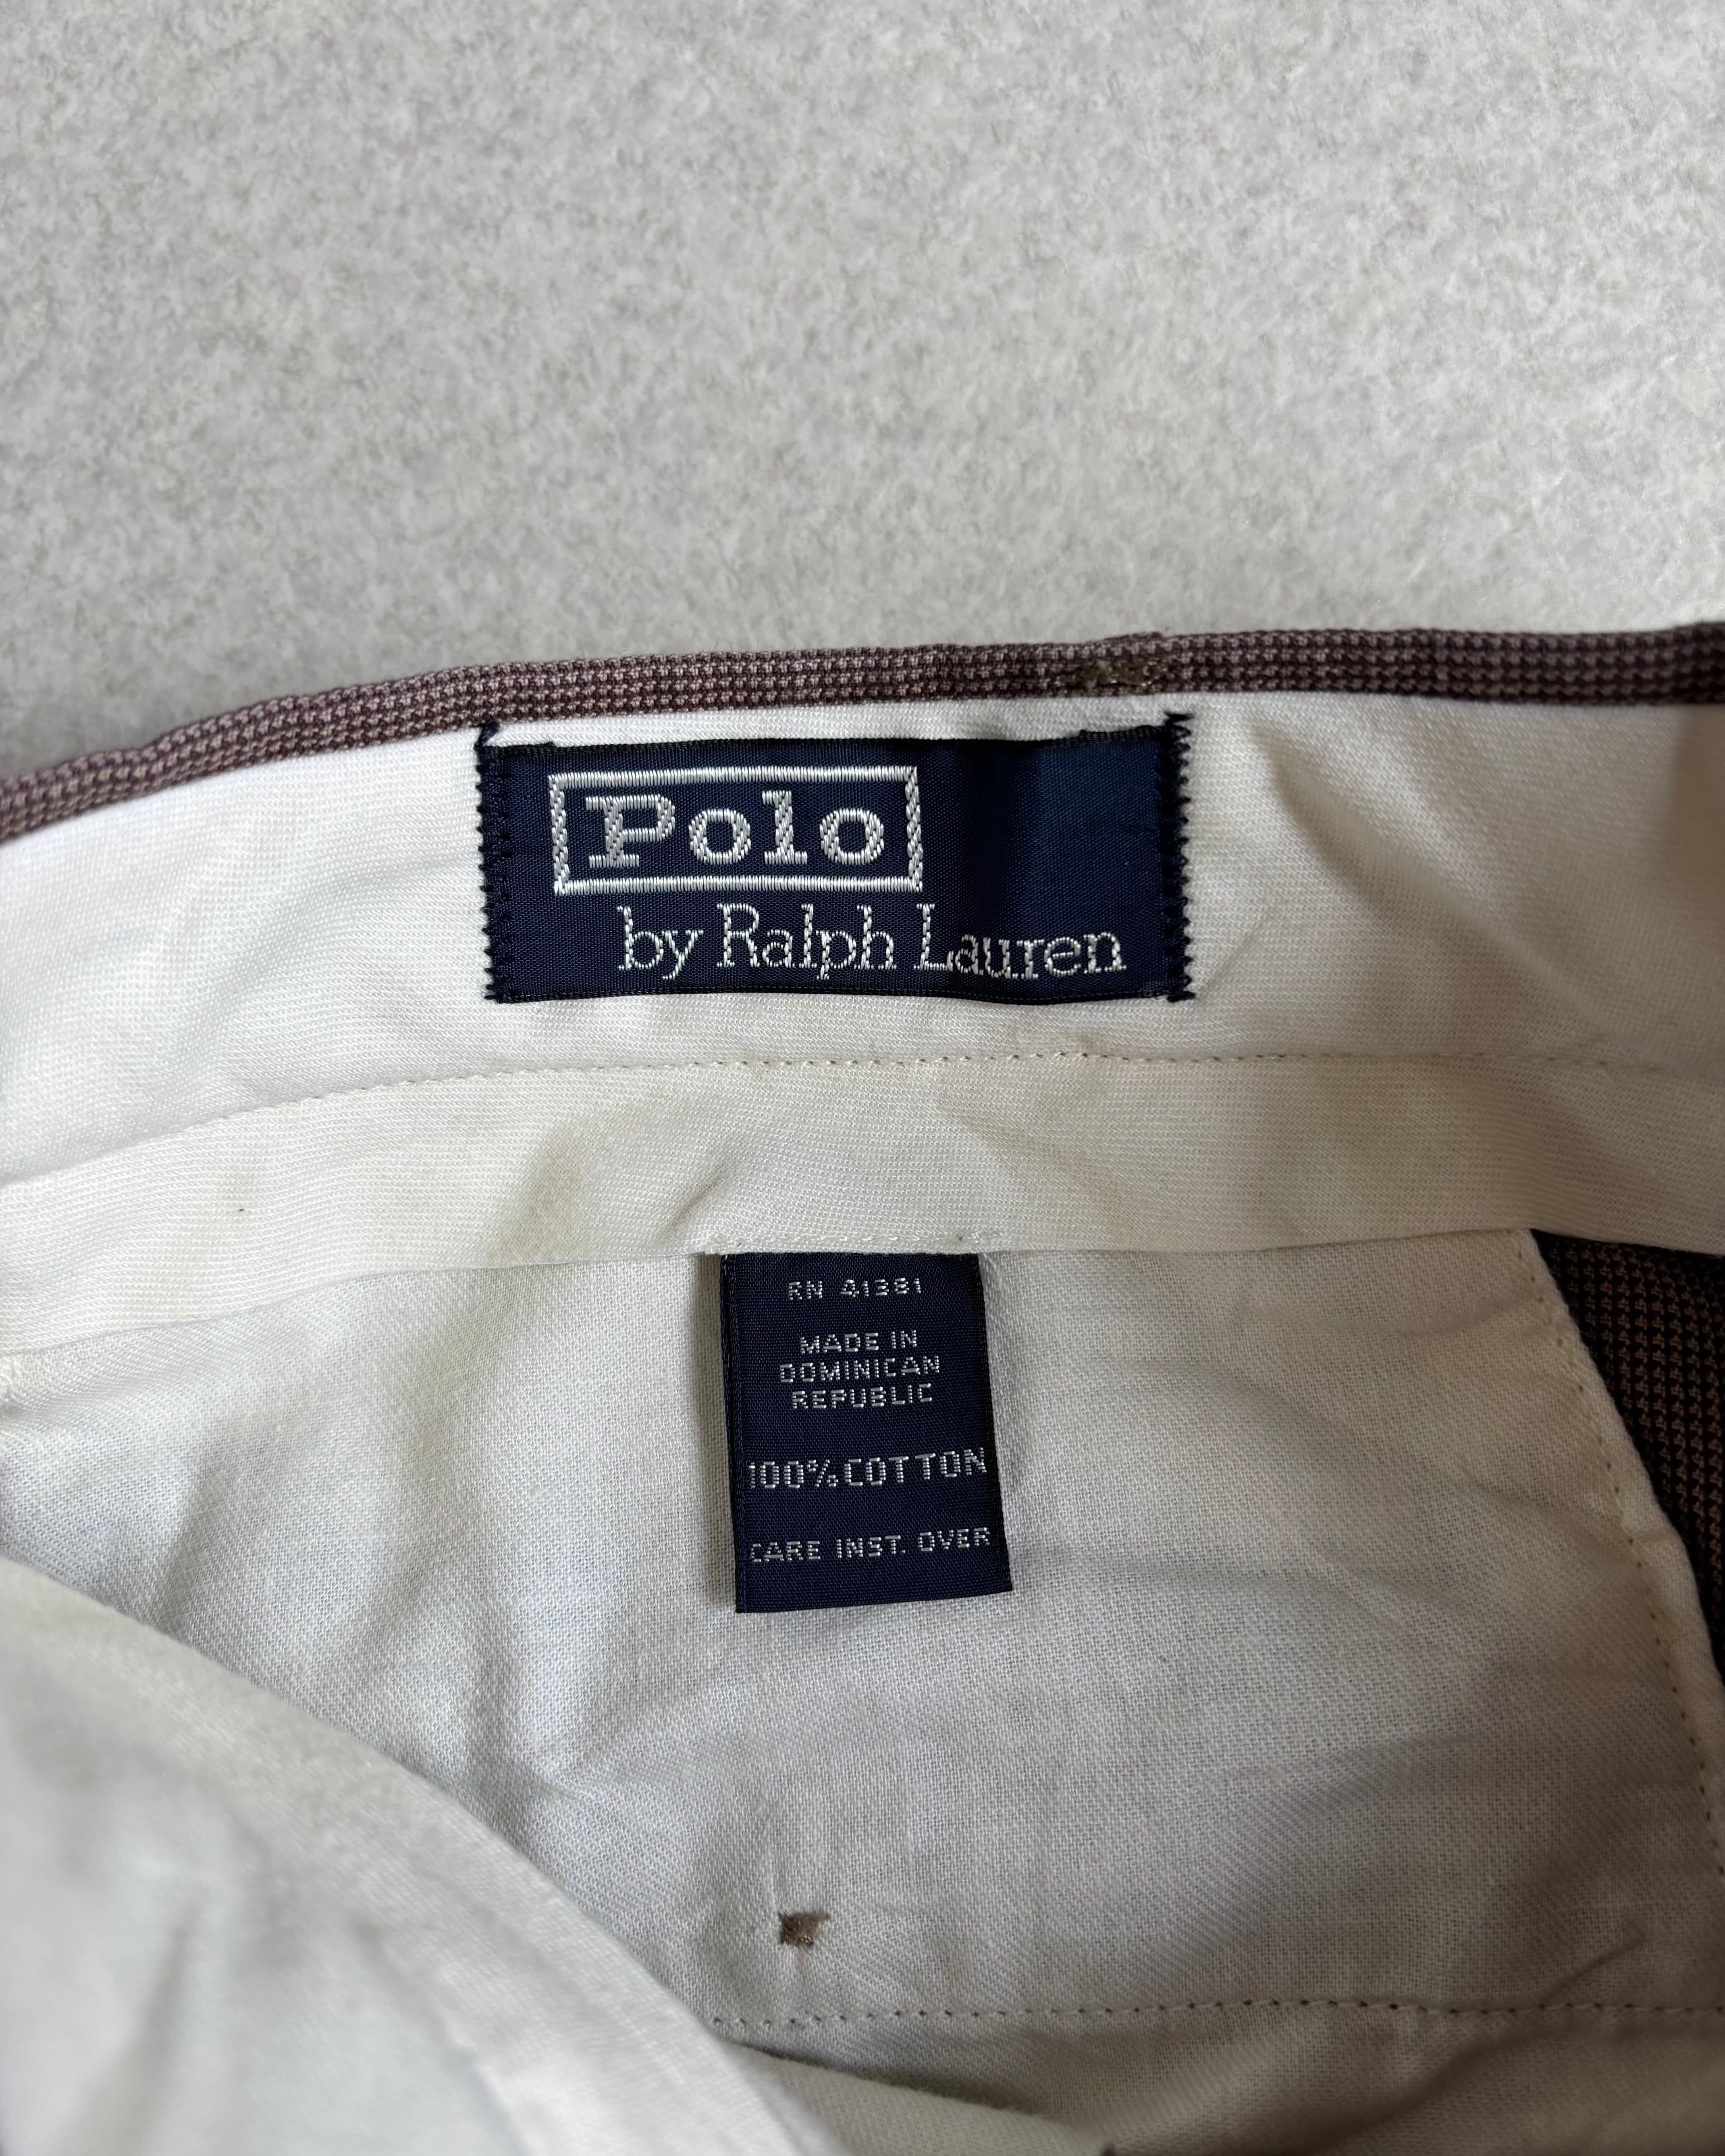 Polo
by Ralph Lauren
RN 41381
MADE IN
DOMINICAN
REPUBLIC
100% COTTON
CARE INST. OVER